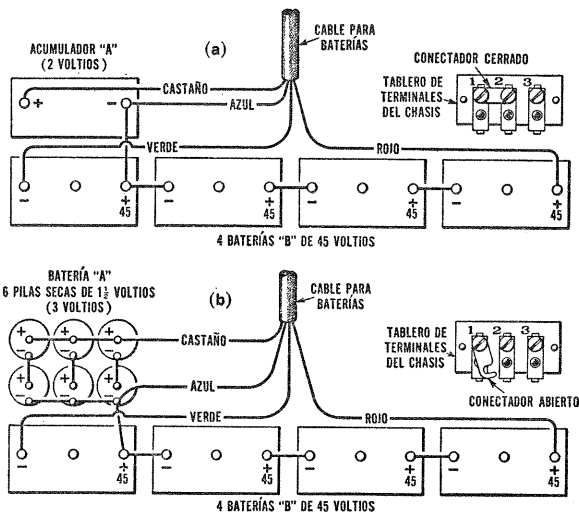 (a)
CABLE PARA
BATERÍAS
ACUMULADOR "A"
(2 VOLTIOS)
CONECTADOR CERRADO
1 2 3
TABLERO DE
TERMINALES
DEL CHASIS
CASTAÑO
+ −
AZUL
VERDE
ROJO
− + − + − + − +
45 45 45 45
4 BATERÍAS "B" DE 45 VOLTIOS
(b)
CABLE PARA
BATERÍAS
BATERÍA "A"
6 PILAS SECAS DE 1½ VOLTIOS
(3 VOLTIOS)
1 2 3
TABLERO DE
TERMINALES
DEL CHASIS
+ + +
CASTAÑO
− − −
+ + +
AZUL
− − −
CONECTADOR ABIERTO
VERDE
ROJO
− + − + − + − +
45 45 45 45
4 BATERÍAS "B" DE 45 VOLTIOS